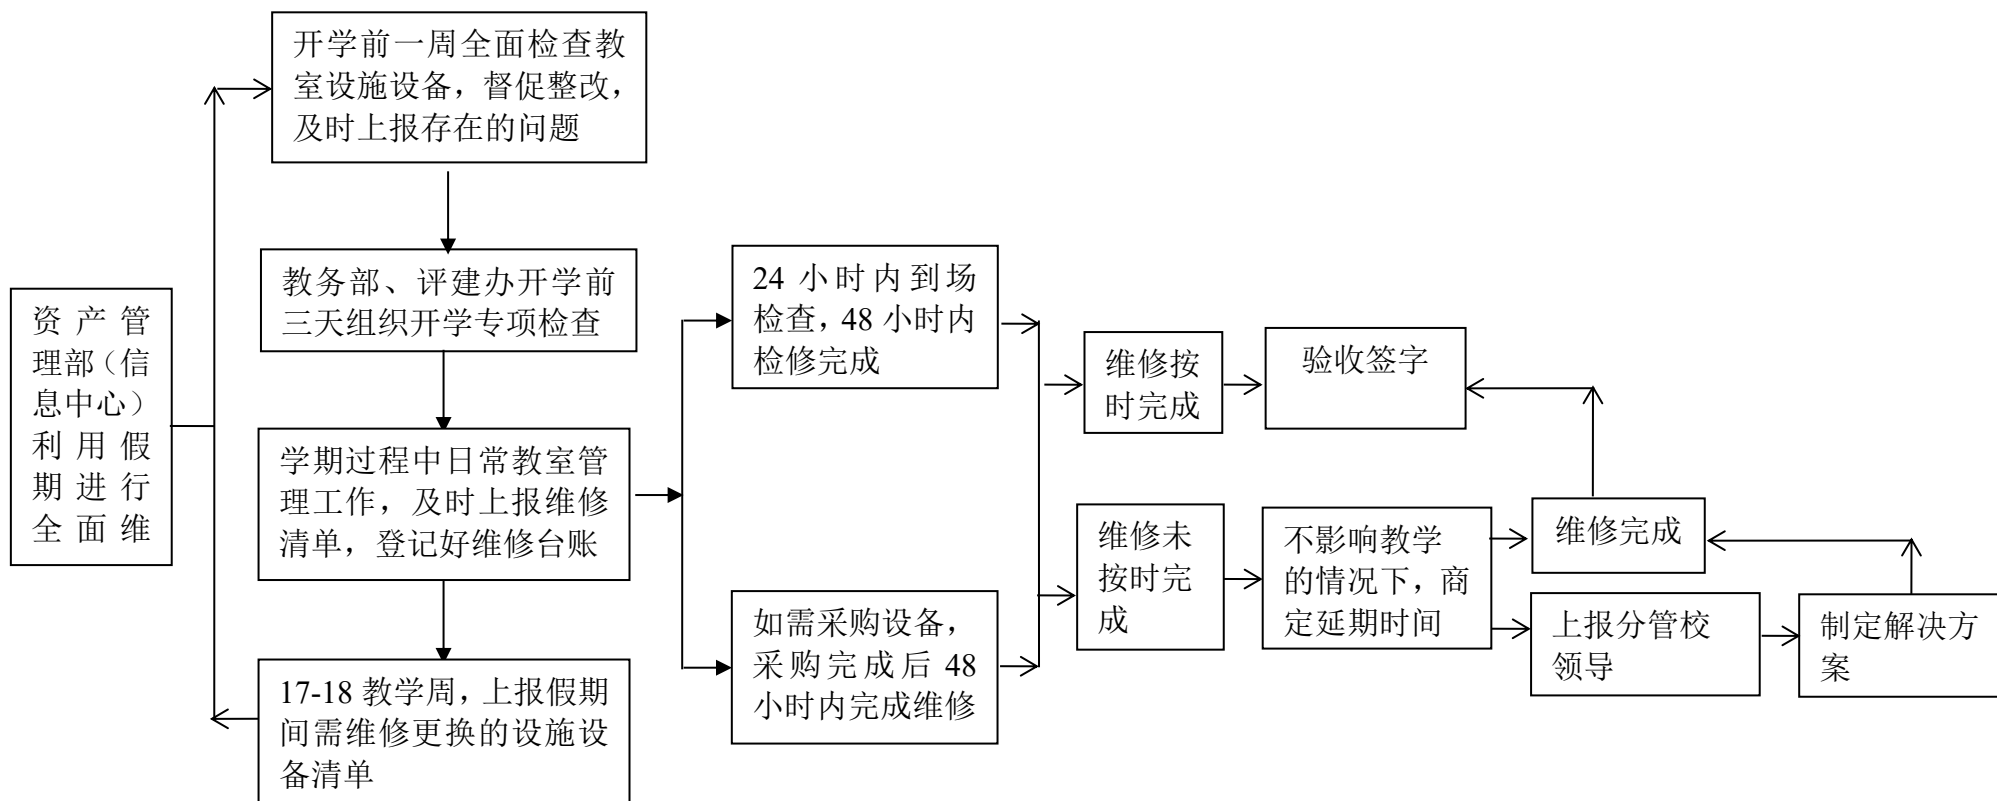 开学前一周全面检查教
室设施设备，督促整改，
及时上报存在的问题
教务部、评建办开学前
三天组织开学专项检查
资产管
理部（信
息中心）
利用假
期进行
全面维
学期过程中日常教室管
理工作，及时上报维修
清单，登记好维修台账
17-18 教学周，上报假期
间需维修更换的设施设
备清单
24 小时内到场
检查，48 小时内
检修完成
如需采购设备，
采购完成后 48
小时内完成维修
维修按
时完成
验收签字
维修未
按时完
成
不影响教学
的情况下，商
定延期时间
维修完成
上报分管校
领导
制定解决方
案